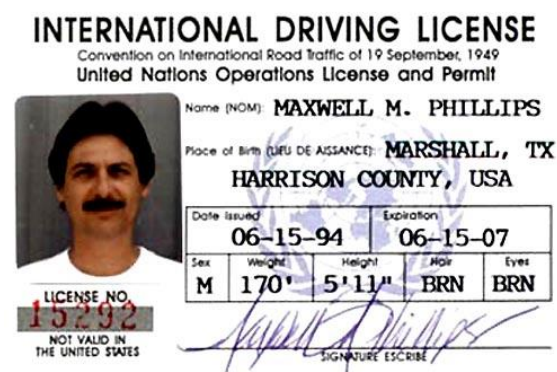 INTERNATIONAL DRIVING LICENSE
Convention on International Road Traffic of 19 September, 1949
United Nations Operations License and Permit
Name (NOM): MAXWELL M. PHILLIPS
Place of Birth (LIEU DE AISSANCE): MARSHALL, TX
HARRISON COUNTY, USA
Date Issued Expiration
06-15-94 06-15-07
Sex Weight Height Hair Eyes
M 170' 5'11" BRN BRN
LICENSE NO.
15292
NOT VALID IN
THE UNITED STATES
Maxwell M Phillips
SIGNATURE ESCRIBE